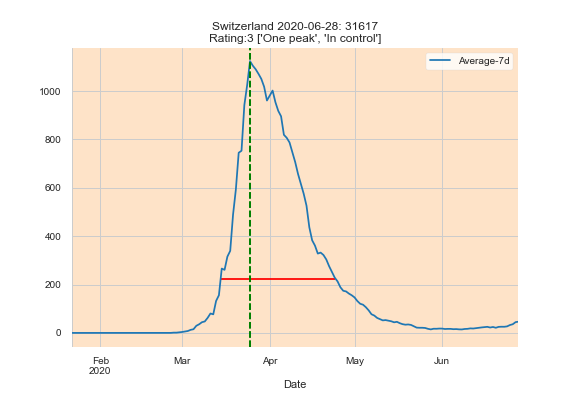 Switzerland 2020-06-28: 31617
Rating:3 ['One peak', 'In control']
Average-7d
1000
800
600
400
200
0
Feb
2020
Mar
Apr
May
Jun
Date